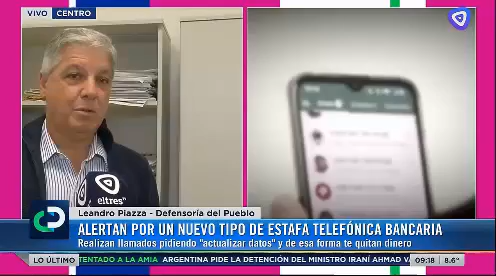 VIVO CENTRO
eltres
Leandro Piazza - Defensoría del Pueblo
ALERTAN POR UN NUEVO TIPO DE ESTAFA TELEFÓNICA BANCARIA
Realizan llamados pidiendo "actualizar datos" y de esa forma te quitan dinero
LO ÚLTIMO TENTADO A LA AMIA ARGENTINA PIDE LA DETENCIÓN DEL MINISTRO IRANÍ AHMAD VA 09:18 8.6°